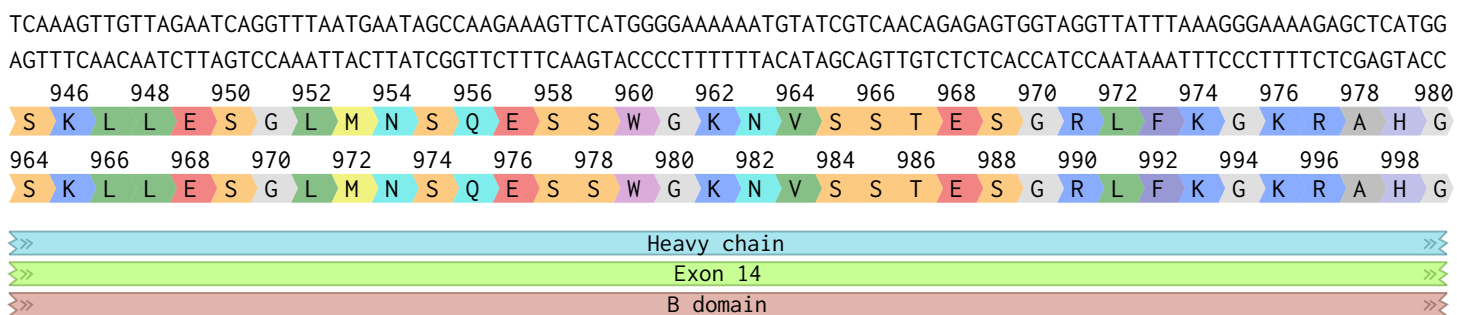 TCAAAGTTGTTAGAATCAGGTTTAATGAATAGCCAAGAAAGTTCATGGGGAAAAAATGTATCGTCAACAGAGAGTGGTAGGTTATTTAAAGGGAAAAGAGCTCATGG
AGTTTCAACAATCTTAGTCCAAATTACTTATCGGTTCTTTCAAGTACCCCTTTTTTACATAGCAGTTGTCTCTCACCATCCAATAAATTTCCCTTTTCTCGAGTACC
946 948 950 952 954 956 958 960 962 964 966 968 970 972 974 976 978 980
S K L L E S G L M N S Q E S S W G K N V S S T E S G R L F K G K R A H G
964 966 968 970 972 974 976 978 980 982 984 986 988 990 992 994 996 998
S K L L E S G L M N S Q E S S W G K N V S S T E S G R L F K G K R A H G
Heavy chain
Exon 14
B domain